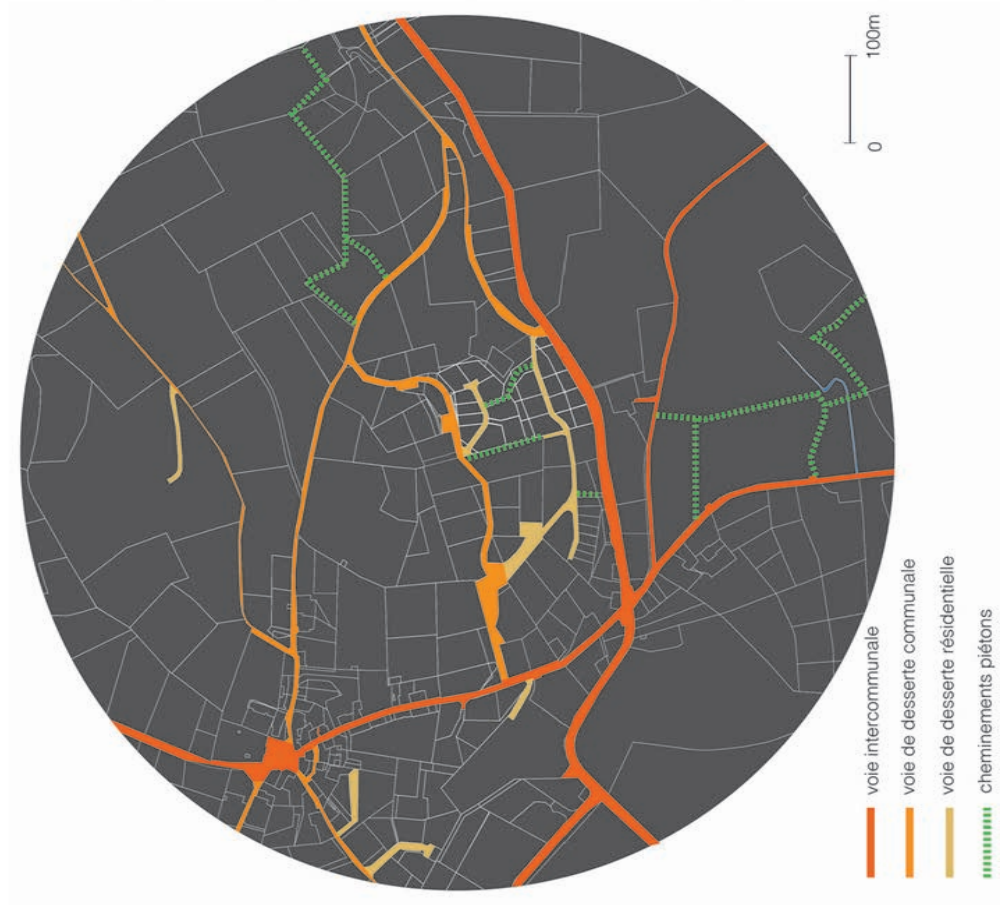 voie intercommunale
voie de desserte communale
voie de desserte résidentielle
cheminements piétons
0
100m